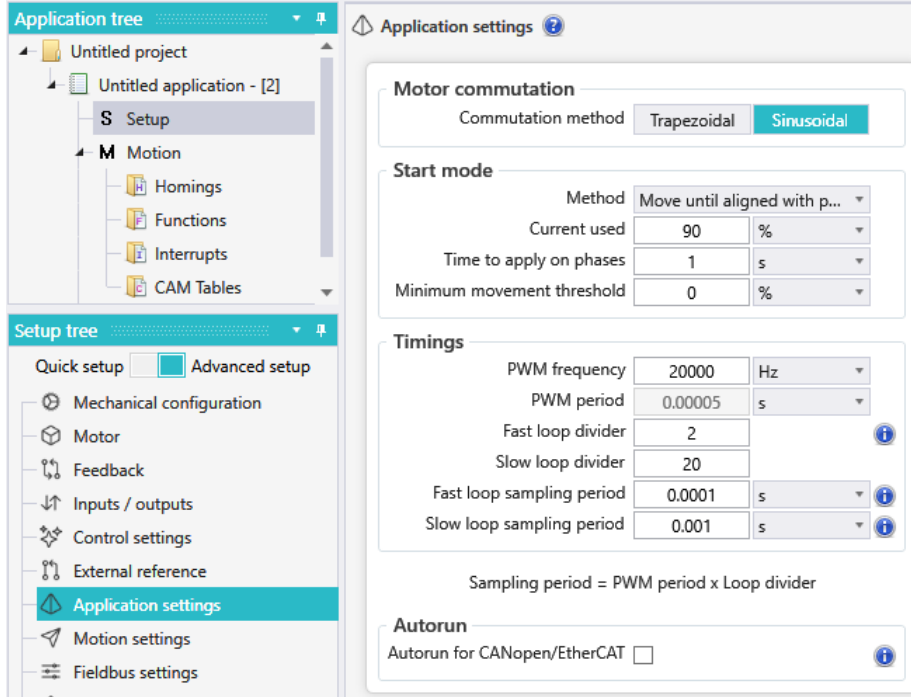 Application tree
Untitled project
Untitled application - [2]
S Setup
M Motion
H Homings
F Functions
I Interrupts
C CAM Tables
Setup tree
Quick setup Advanced setup
Mechanical configuration
Motor
Feedback
Inputs / outputs
Control settings
External reference
Application settings
Motion settings
Fieldbus settings
Application settings ?
Motor commutation
Commutation method Trapezoidal Sinusoidal
Start mode
Method Move until aligned with p...
Current used 90 %
Time to apply on phases 1 s
Minimum movement threshold 0 %
Timings
PWM frequency 20000 Hz
PWM period 0.00005 s
Fast loop divider 2 i
Slow loop divider 20
Fast loop sampling period 0.0001 s i
Slow loop sampling period 0.001 s i
Sampling period = PWM period x Loop divider
Autorun
Autorun for CANopen/EtherCAT i